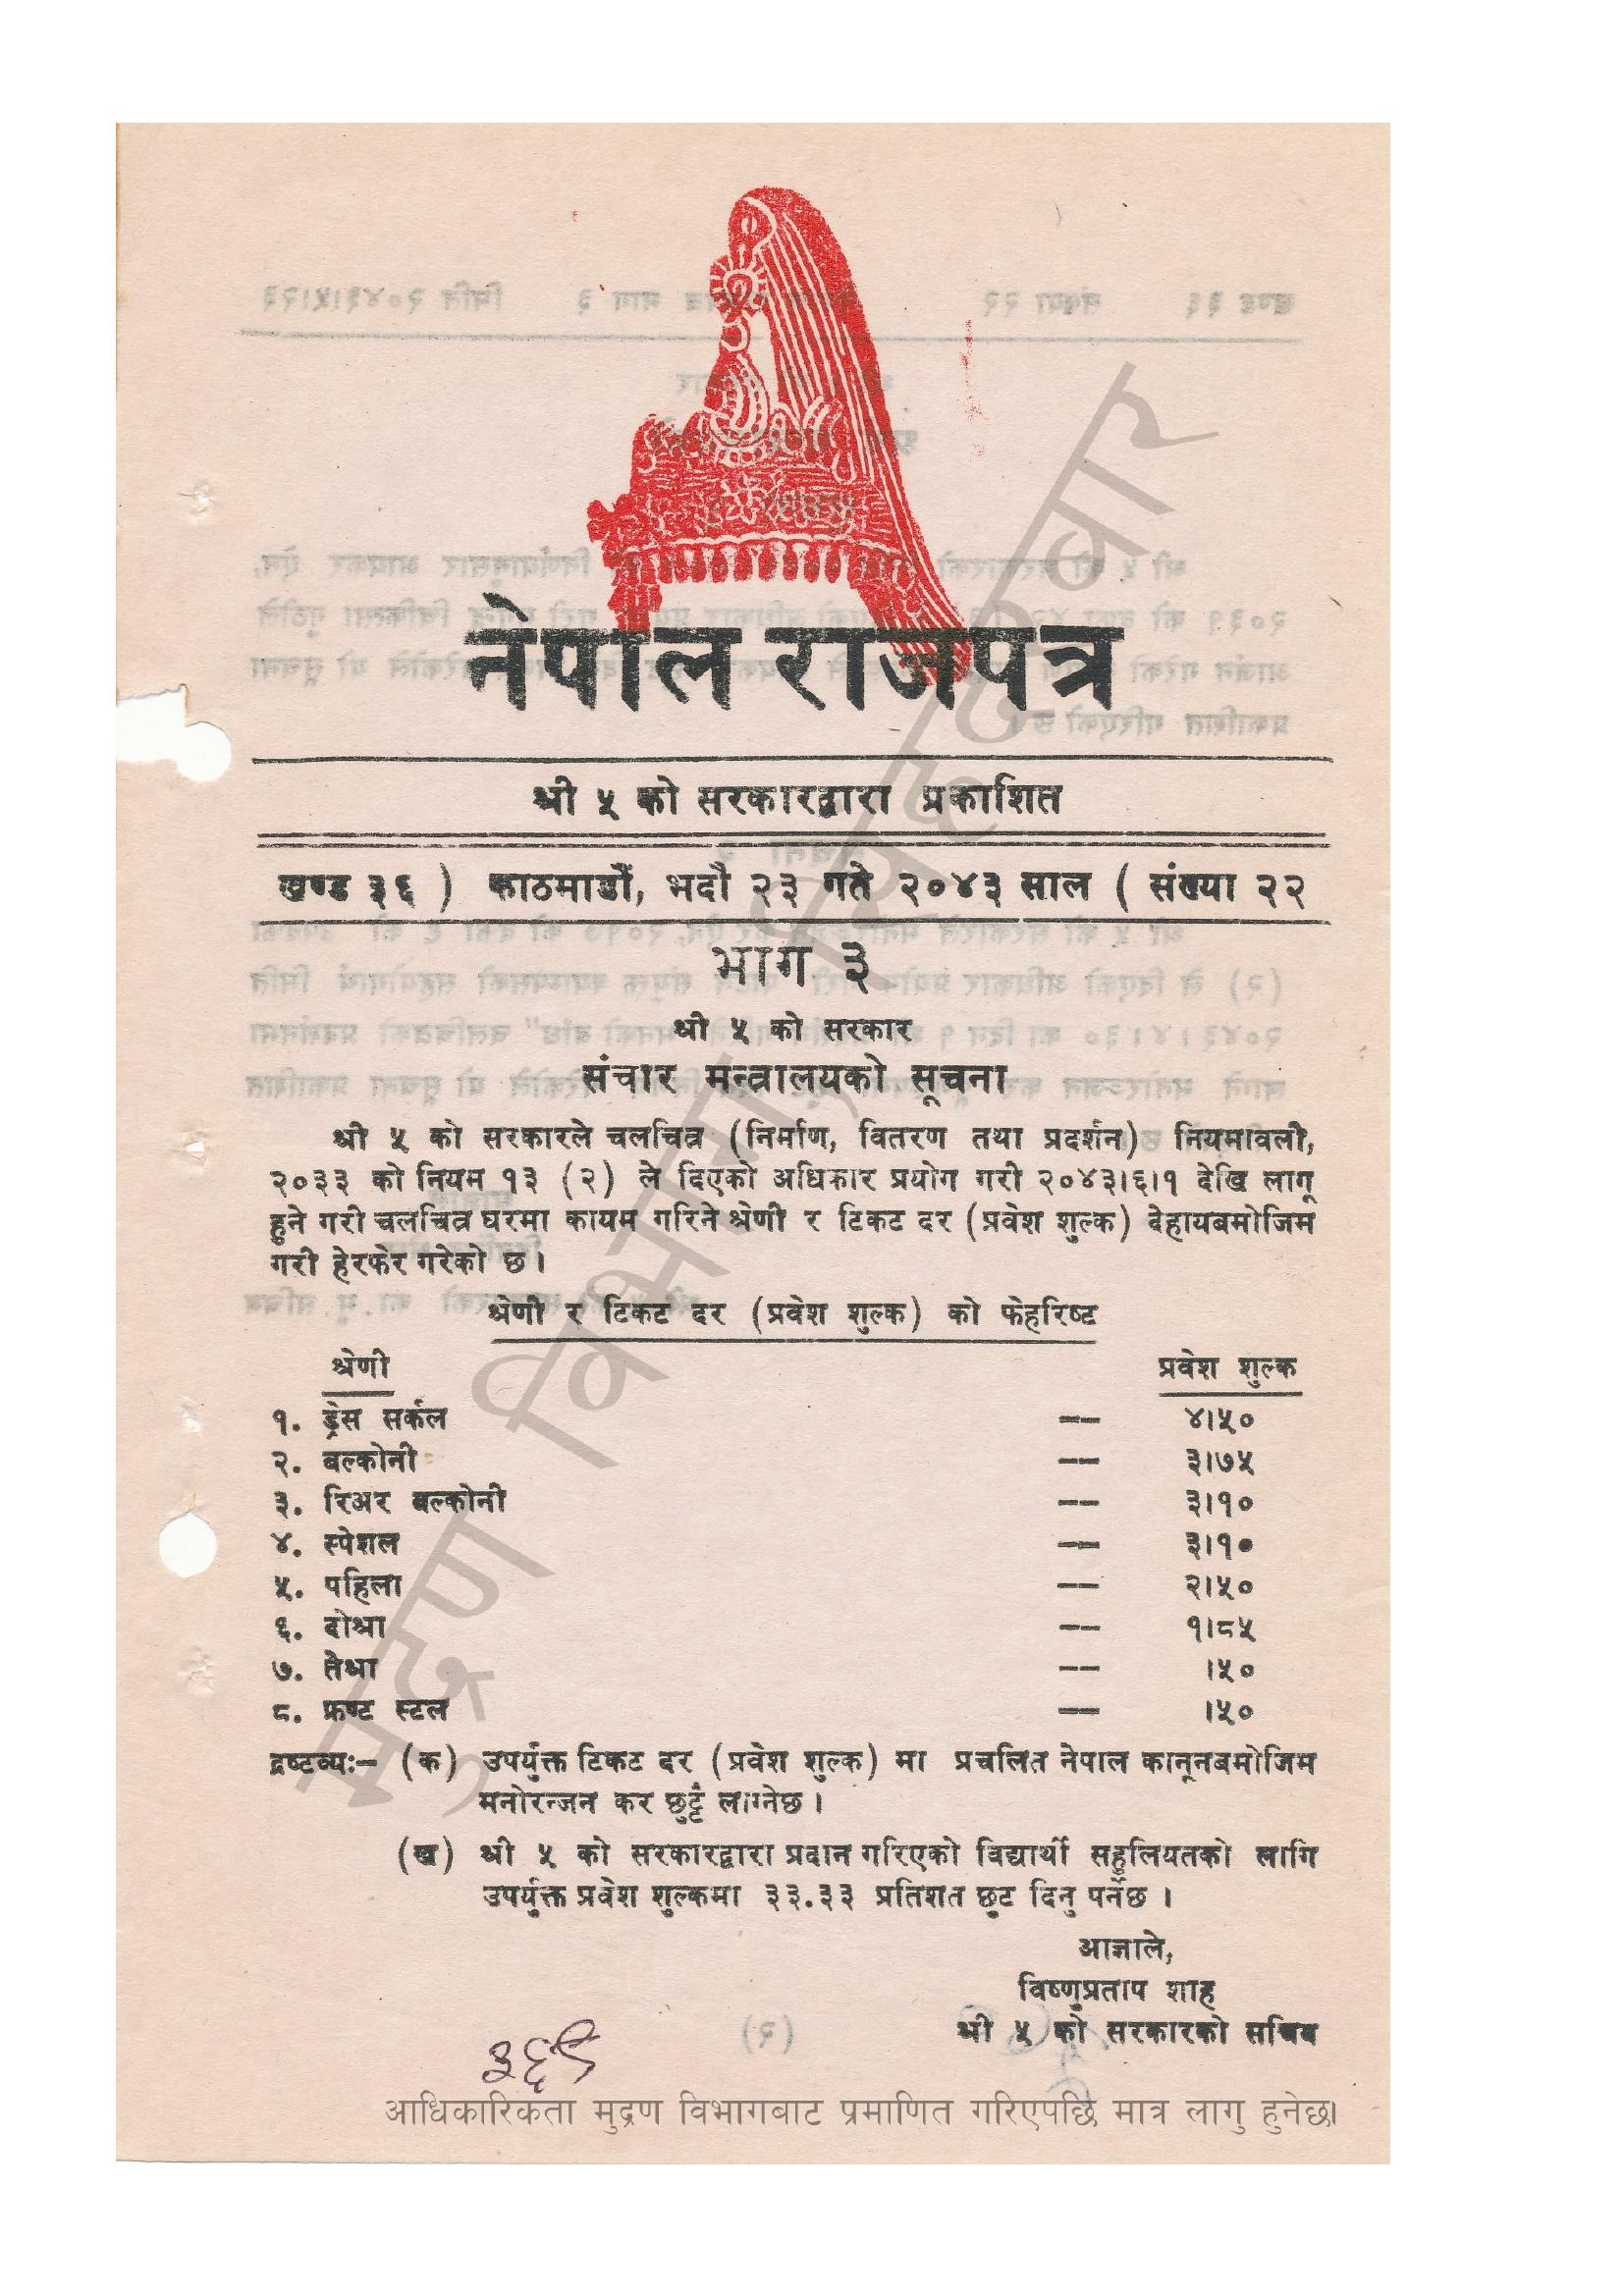 नेपाल राजपत्र
श्री ५ को सरकारद्वारा प्रकाशित
खण्ड ३६ ) काठमाडौं, भदौ २३ गते २०४३ साल ( संख्या २२
भाग ३
श्री ५ को सरकार
संचार मन्त्रालयको सूचना
श्री ५ को सरकारले चलचित्र (निर्माण, वितरण तथा प्रदर्शन) नियमावली,
२०३३ को नियम १३ (२) ले दिएको अधिकार प्रयोग गरी २०४३।६।१ देखि लागू
हुने गरी चलचित्र घरमा कायम गरिने श्रेणी र टिकट दर (प्रवेश शुल्क) देहायबमोजिम
गरी हेरफेर गरेको छ।
श्रेणी र टिकट दर (प्रवेश शुल्क) को फेहरिष्ट
श्रेणी प्रवेश शुल्क
१. ड्रेस सर्कल –– ४।५०
२. बल्कोनी –– ३।७५
३. रिअर बल्कोनी –– ३।१०
४. स्पेशल –– ३।१०
५. पहिला –– २।५०
६. दोश्रा –– १।८५
७. तेश्रा –– ।५०
८. फ्रण्ट स्टल –– ।५०
द्रष्टव्यः– (क) उपर्युक्त टिकट दर (प्रवेश शुल्क) मा प्रचलित नेपाल कानूनबमोजिम
मनोरन्जन कर छुट्टै लाग्नेछ।
(ख) श्री ५ को सरकारद्वारा प्रदान गरिएको विद्यार्थी सहुलियतको लागि
उपर्युक्त प्रवेश शुल्कमा ३३.३३ प्रतिशत छुट दिनु पर्नेछ।
आज्ञाले,
विष्णुप्रताप शाह
श्री ५ को सरकारको सचिव
३६९
आधिकारिकता मुद्रण विभागबाट प्रमाणित गरिएपछि मात्र लागु हुनेछ।
मुद्रण विभाग, सिंहदरवार